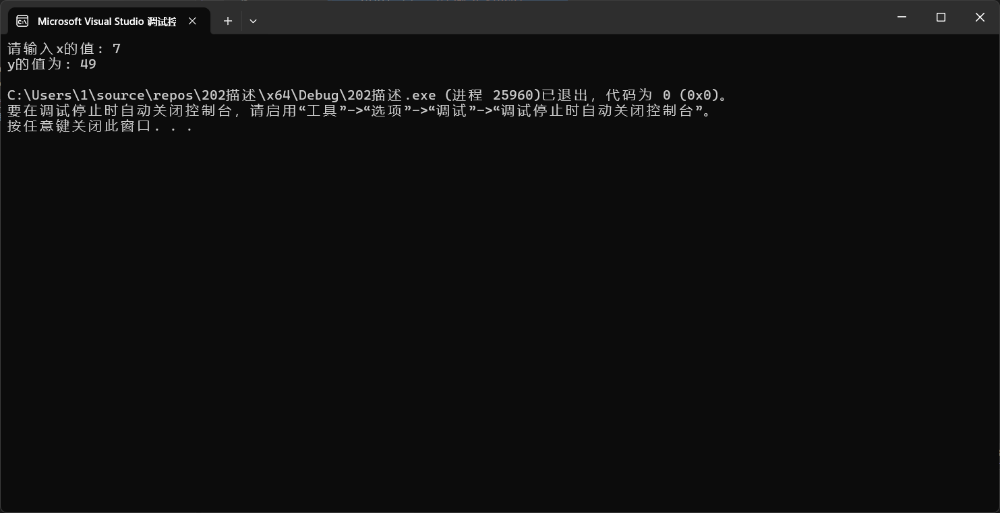 Microsoft Visual Studio 调试控
请输入x的值：7
y的值为：49
C:\Users\1\source\repos\202描述\x64\Debug\202描述.exe (进程 25960)已退出，代码为 0 (0x0)。
要在调试停止时自动关闭控制台，请启用“工具”->“选项”->“调试”->“调试停止时自动关闭控制台”。
按任意键关闭此窗口. . .